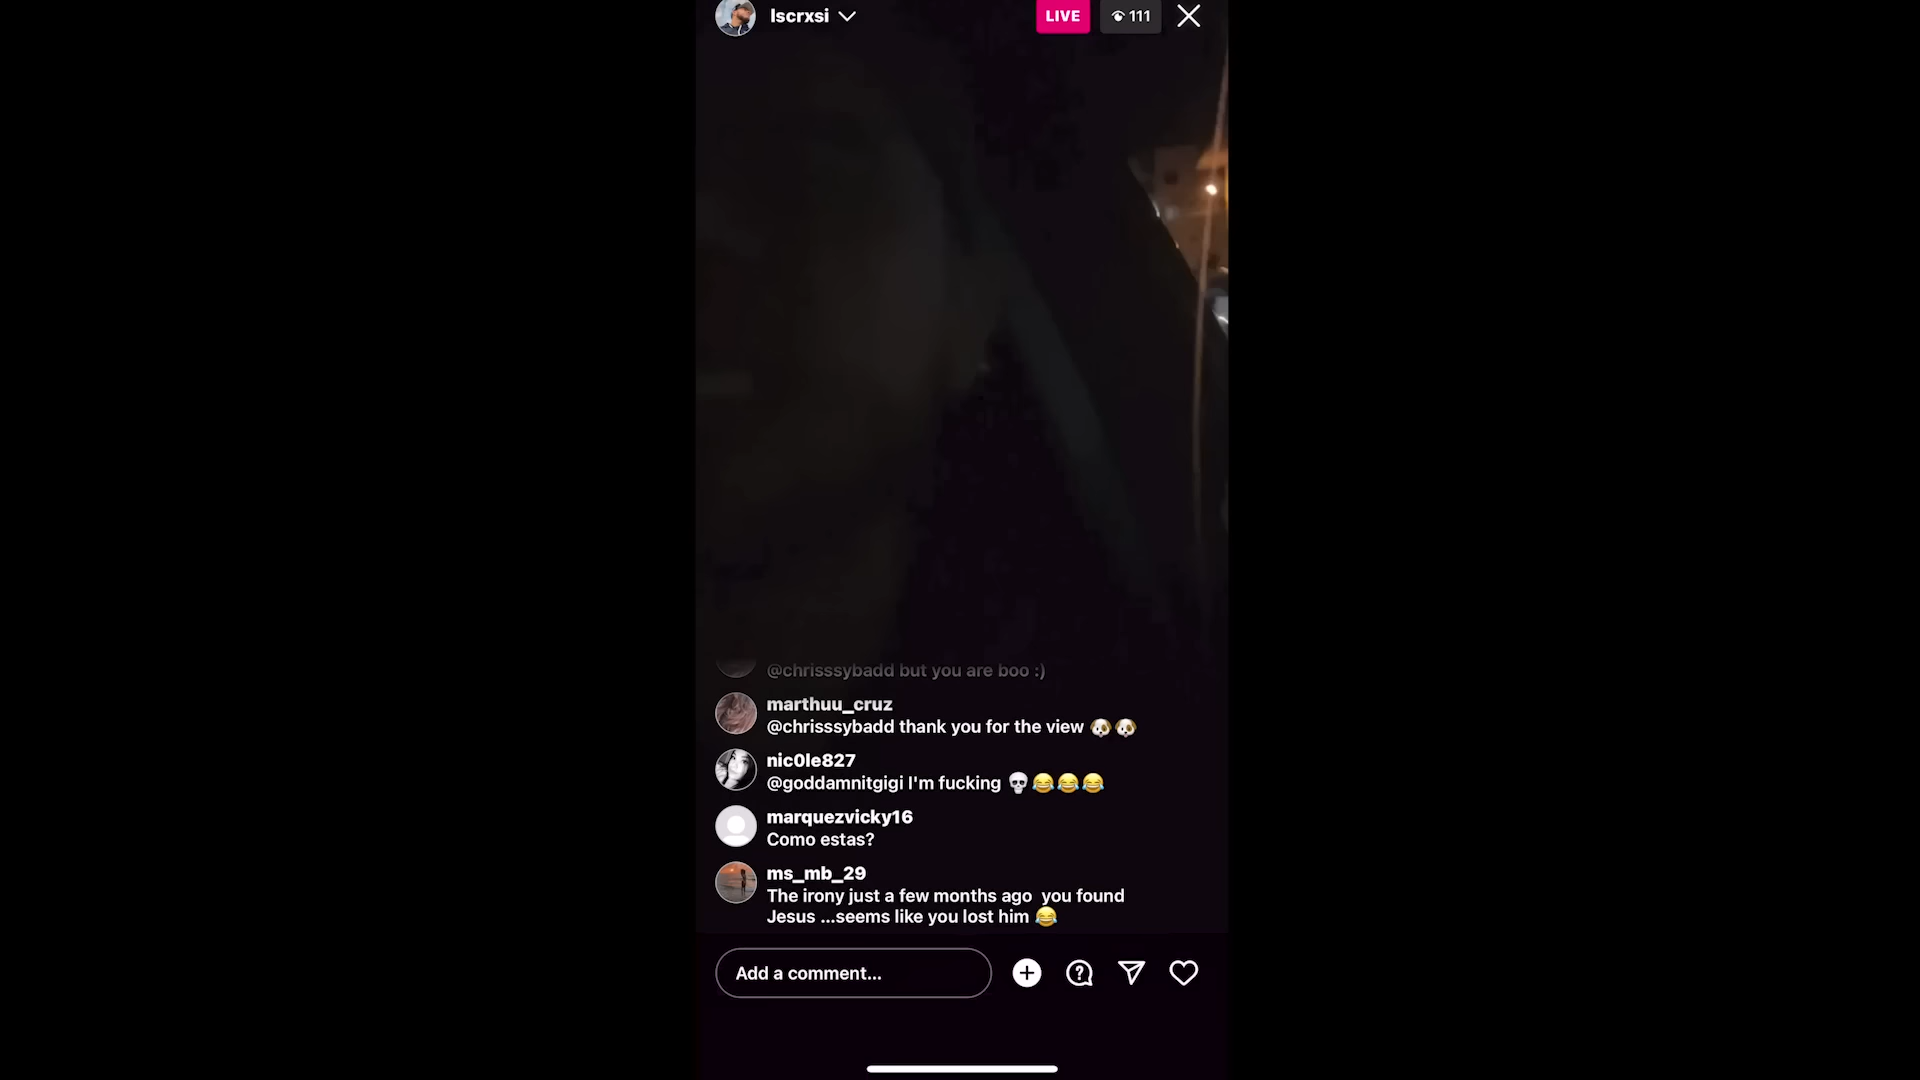 lscrxsi
LIVE
111
@chrisssybadd but you are boo :)
marthuu_cruz
@chrisssybadd thank you for the view 🐶🐶
nic0le827
@goddamnitgigi I'm fucking 💀😂😂😂
marquezvicky16
Como estas?
ms_mb_29
The irony just a few months ago  you found
Jesus ...seems like you lost him 😂
Add a comment...